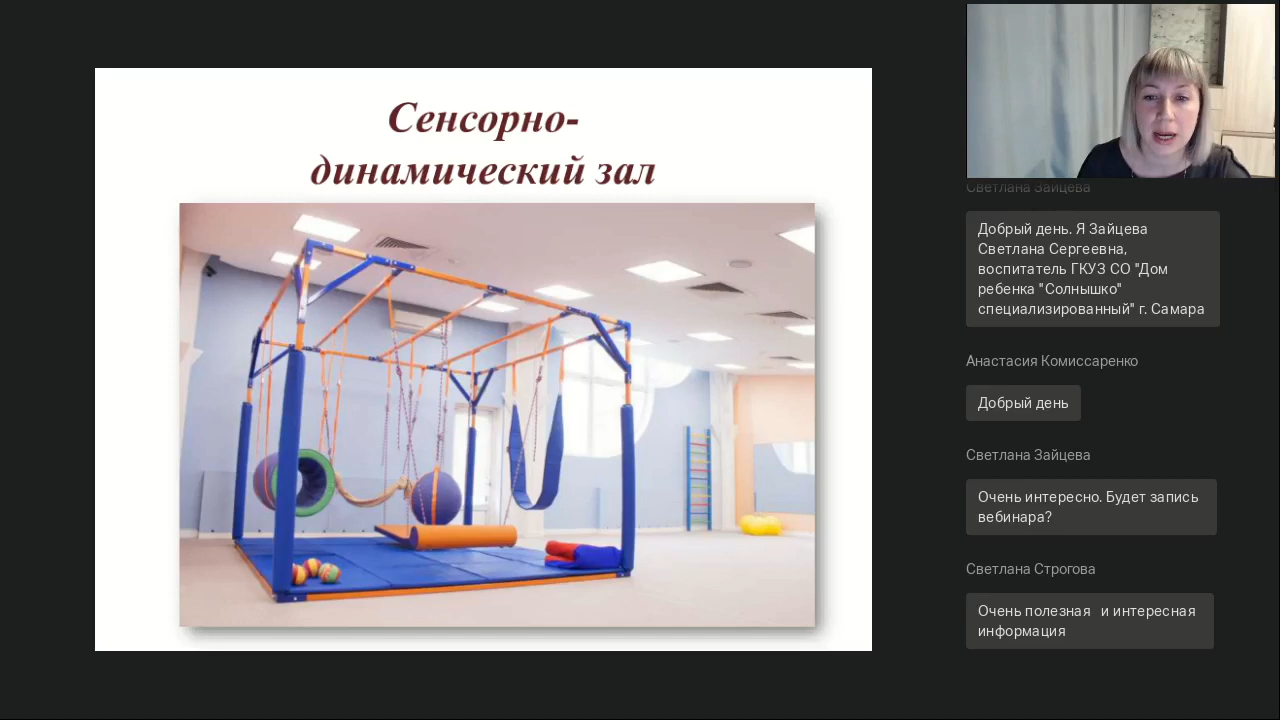 Сенсорно-
динамический зал
Светлана Зайцева
Добрый день. Я Зайцева
Светлана Сергеевна,
воспитатель ГКУЗ СО "Дом
ребенка "Солнышко"
специализированный" г. Самара
Анастасия Комиссаренко
Добрый день
Светлана Зайцева
Очень интересно. Будет запись
вебинара?
Светлана Строгова
Очень полезная и интересная
информация